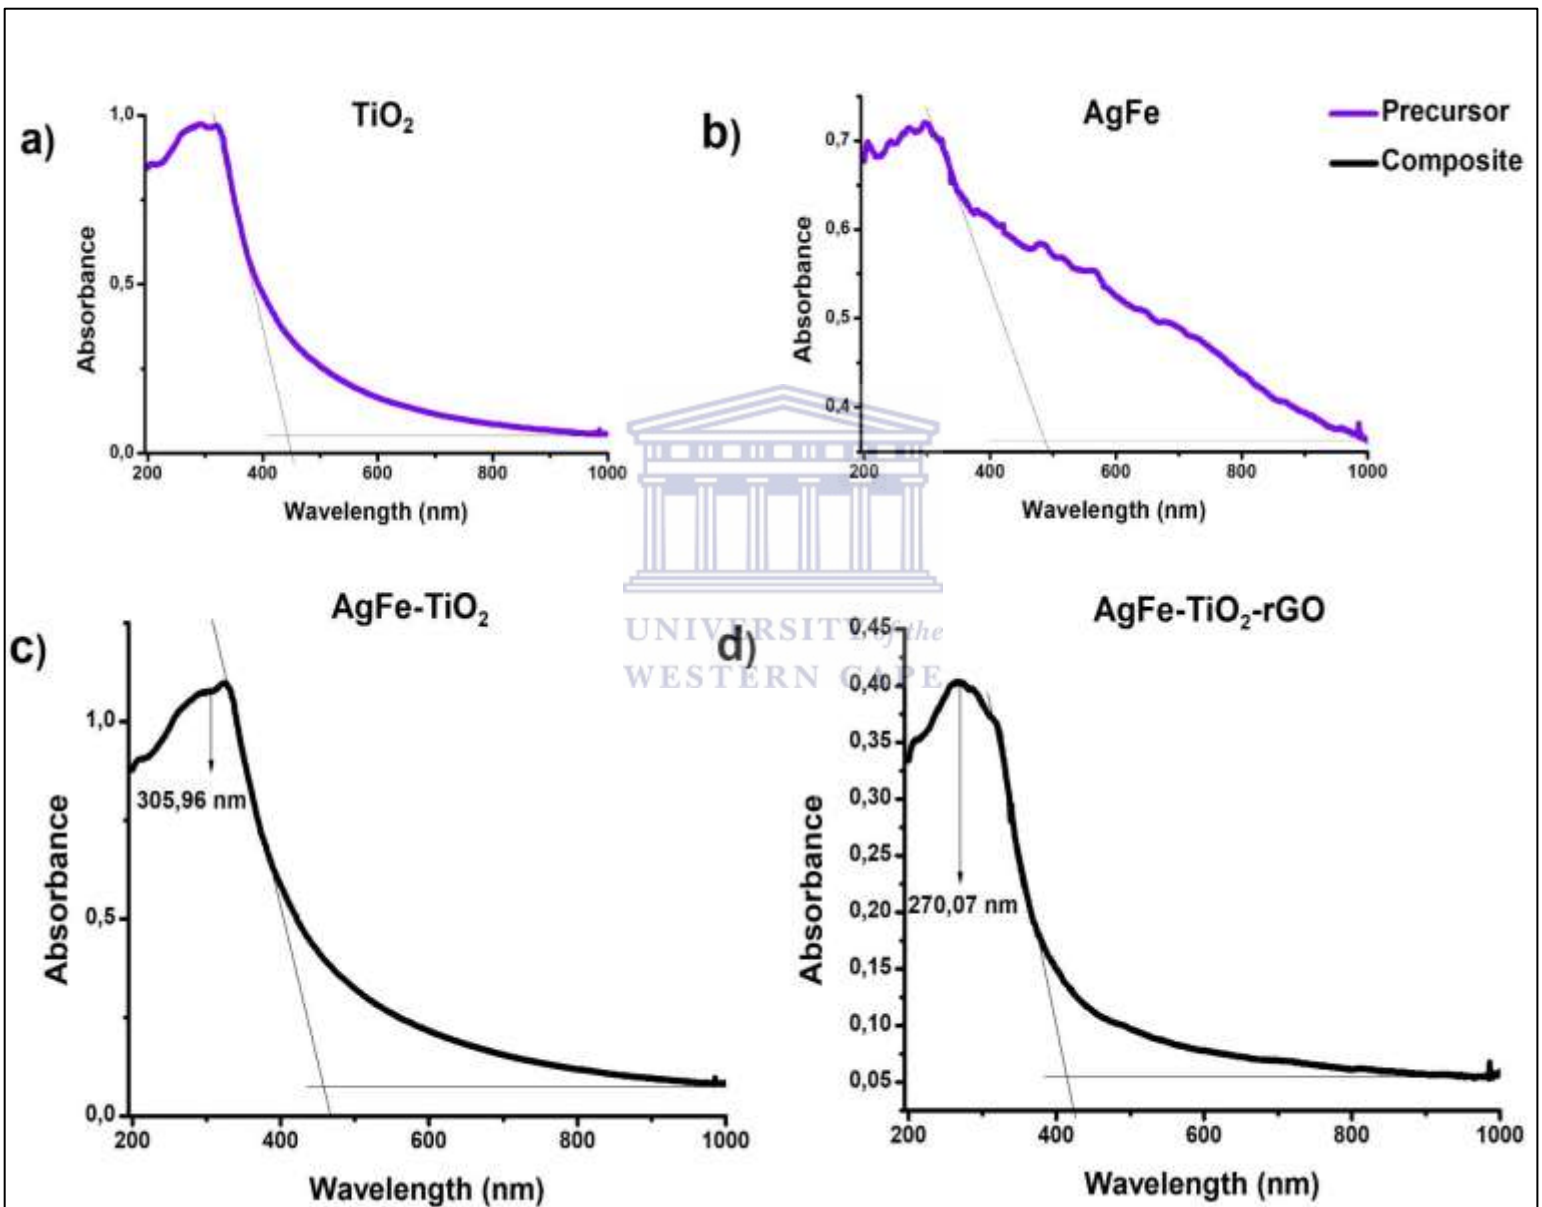 a)
TiO₂
1,0
0,5
0,0
Absorbance
200 400 600 800 1000
Wavelength (nm)
b)
AgFe
0,7
0,6
0,5
0,4
Absorbance
200 400 600 800 1000
Wavelength (nm)
Precursor
Composite
UNIVERSITY of the
WESTERN CAPE
c)
AgFe-TiO₂
1,0
0,5
0,0
305,96 nm
Absorbance
200 400 600 800 1000
Wavelength (nm)
d)
AgFe-TiO₂-rGO
0,45
0,40
0,35
0,30
0,25
0,20
0,15
0,10
0,05
270,07 nm
Absorbance
200 400 600 800 1000
Wavelength (nm)